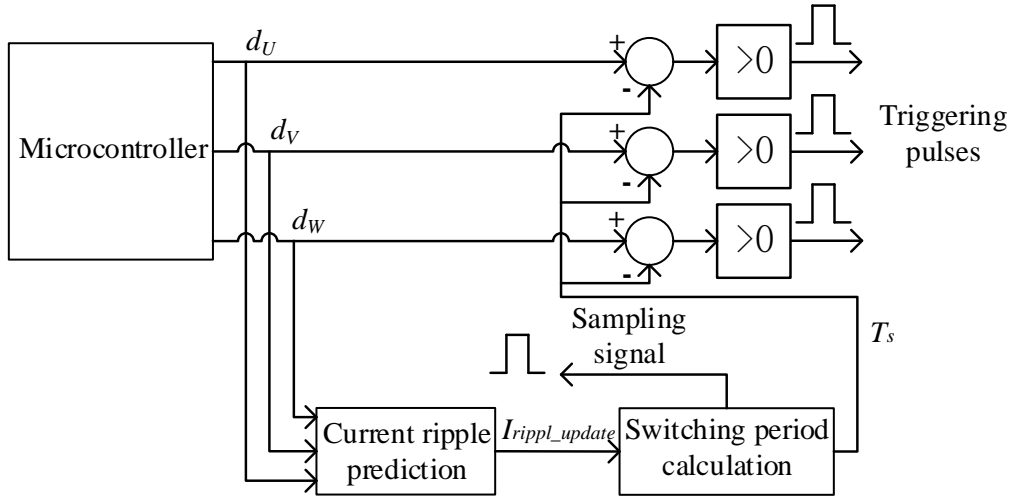 d_U
Microcontroller
d_V
d_W
+
-
>0
+
-
>0
+
-
>0
Triggering
pulses
Sampling
signal
T_s
Current ripple
prediction
I_rippl_update
Switching period
calculation